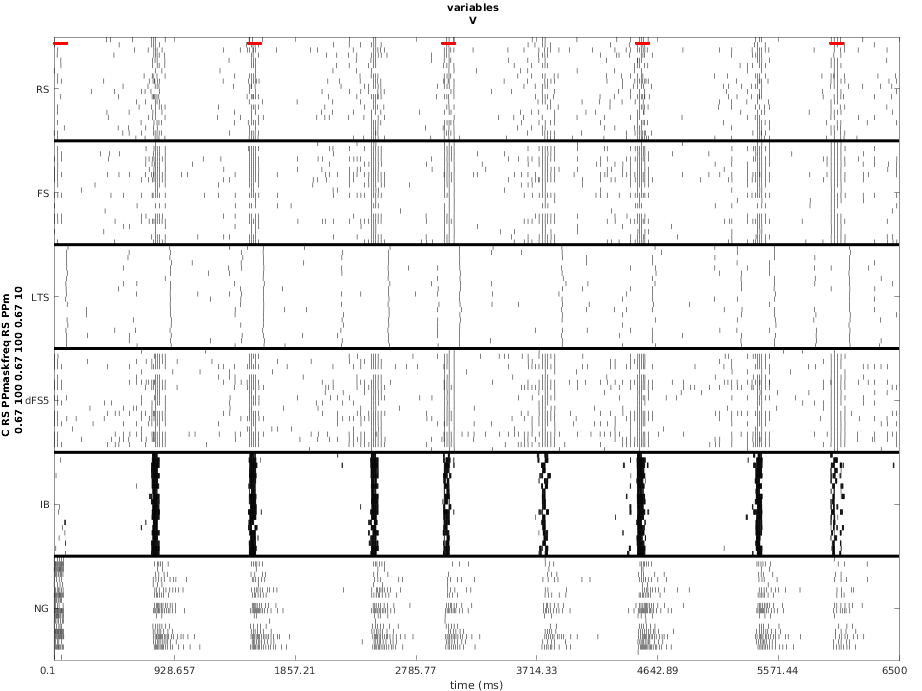 variables
V
C RS PPmaskfreq RS PPm
0.67 100 0.67 100 0.67 10
RS
FS
LTS
dFS5
IB
NG
0.1 928.657 1857.21 2785.77 3714.33 4642.89 5571.44 6500
time (ms)